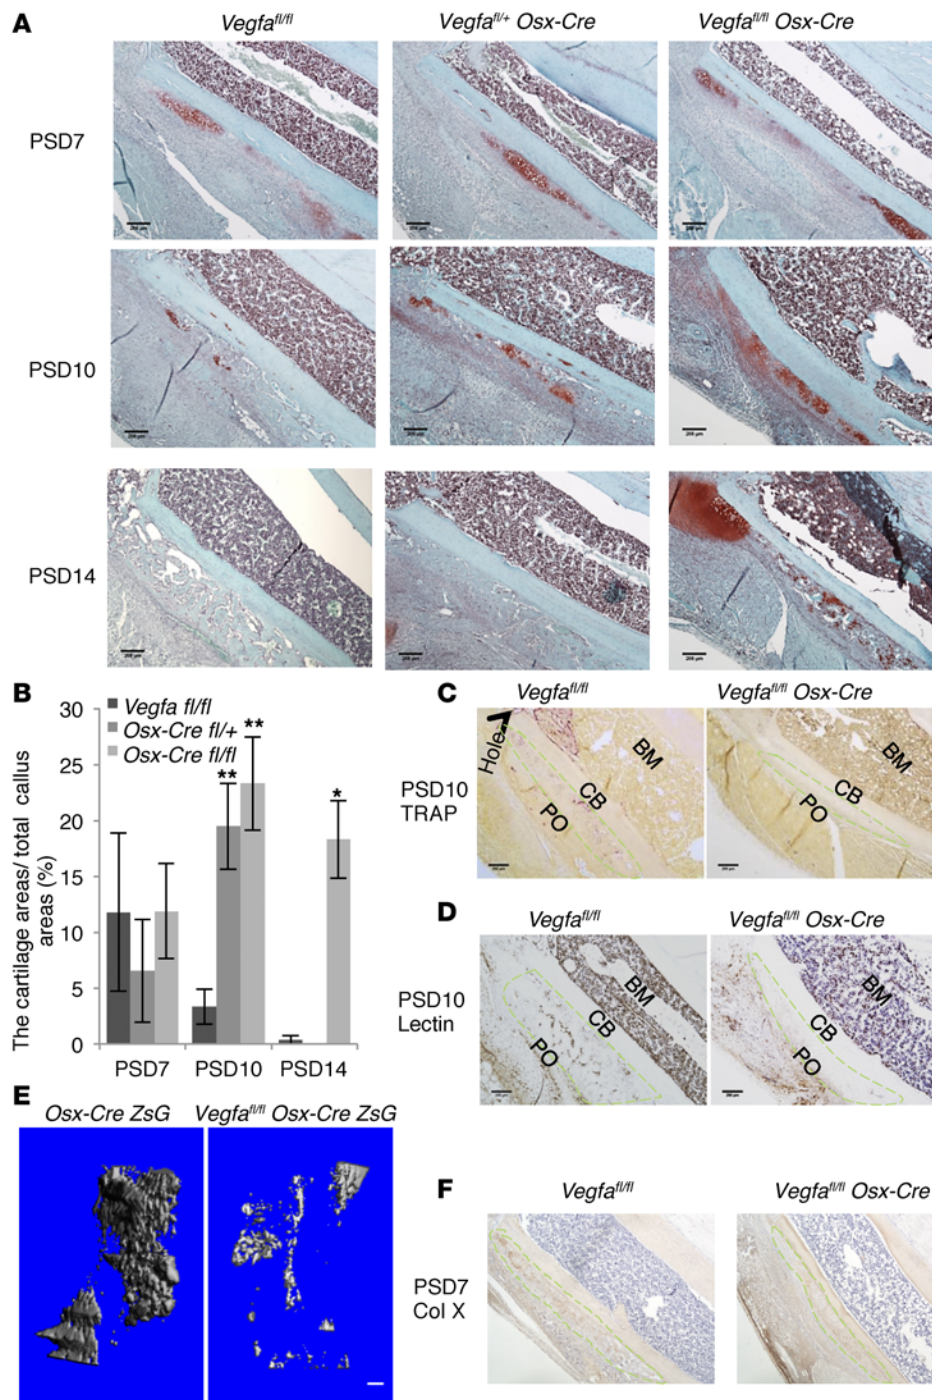 A
Vegfafl/fl
Vegfafl/+ Osx-Cre
Vegfafl/fl Osx-Cre
PSD7
PSD10
PSD14
B
Vegfa fl/fl
Osx-Cre fl/+
Osx-Cre fl/fl
The cartilage areas/ total callus
areas (%)
30
25
20
15
10
5
0
** ** *
PSD7 PSD10 PSD14
C
Vegfafl/fl
Vegfafl/fl Osx-Cre
PSD10
TRAP
Hole
BM
CB
PO
BM
CB
PO
D
Vegfafl/fl
Vegfafl/fl Osx-Cre
PSD10
Lectin
BM
CB
PO
BM
CB
PO
E
Osx-Cre ZsG
Vegfafl/fl Osx-Cre ZsG
F
Vegfafl/fl
Vegfafl/fl Osx-Cre
PSD7
Col X